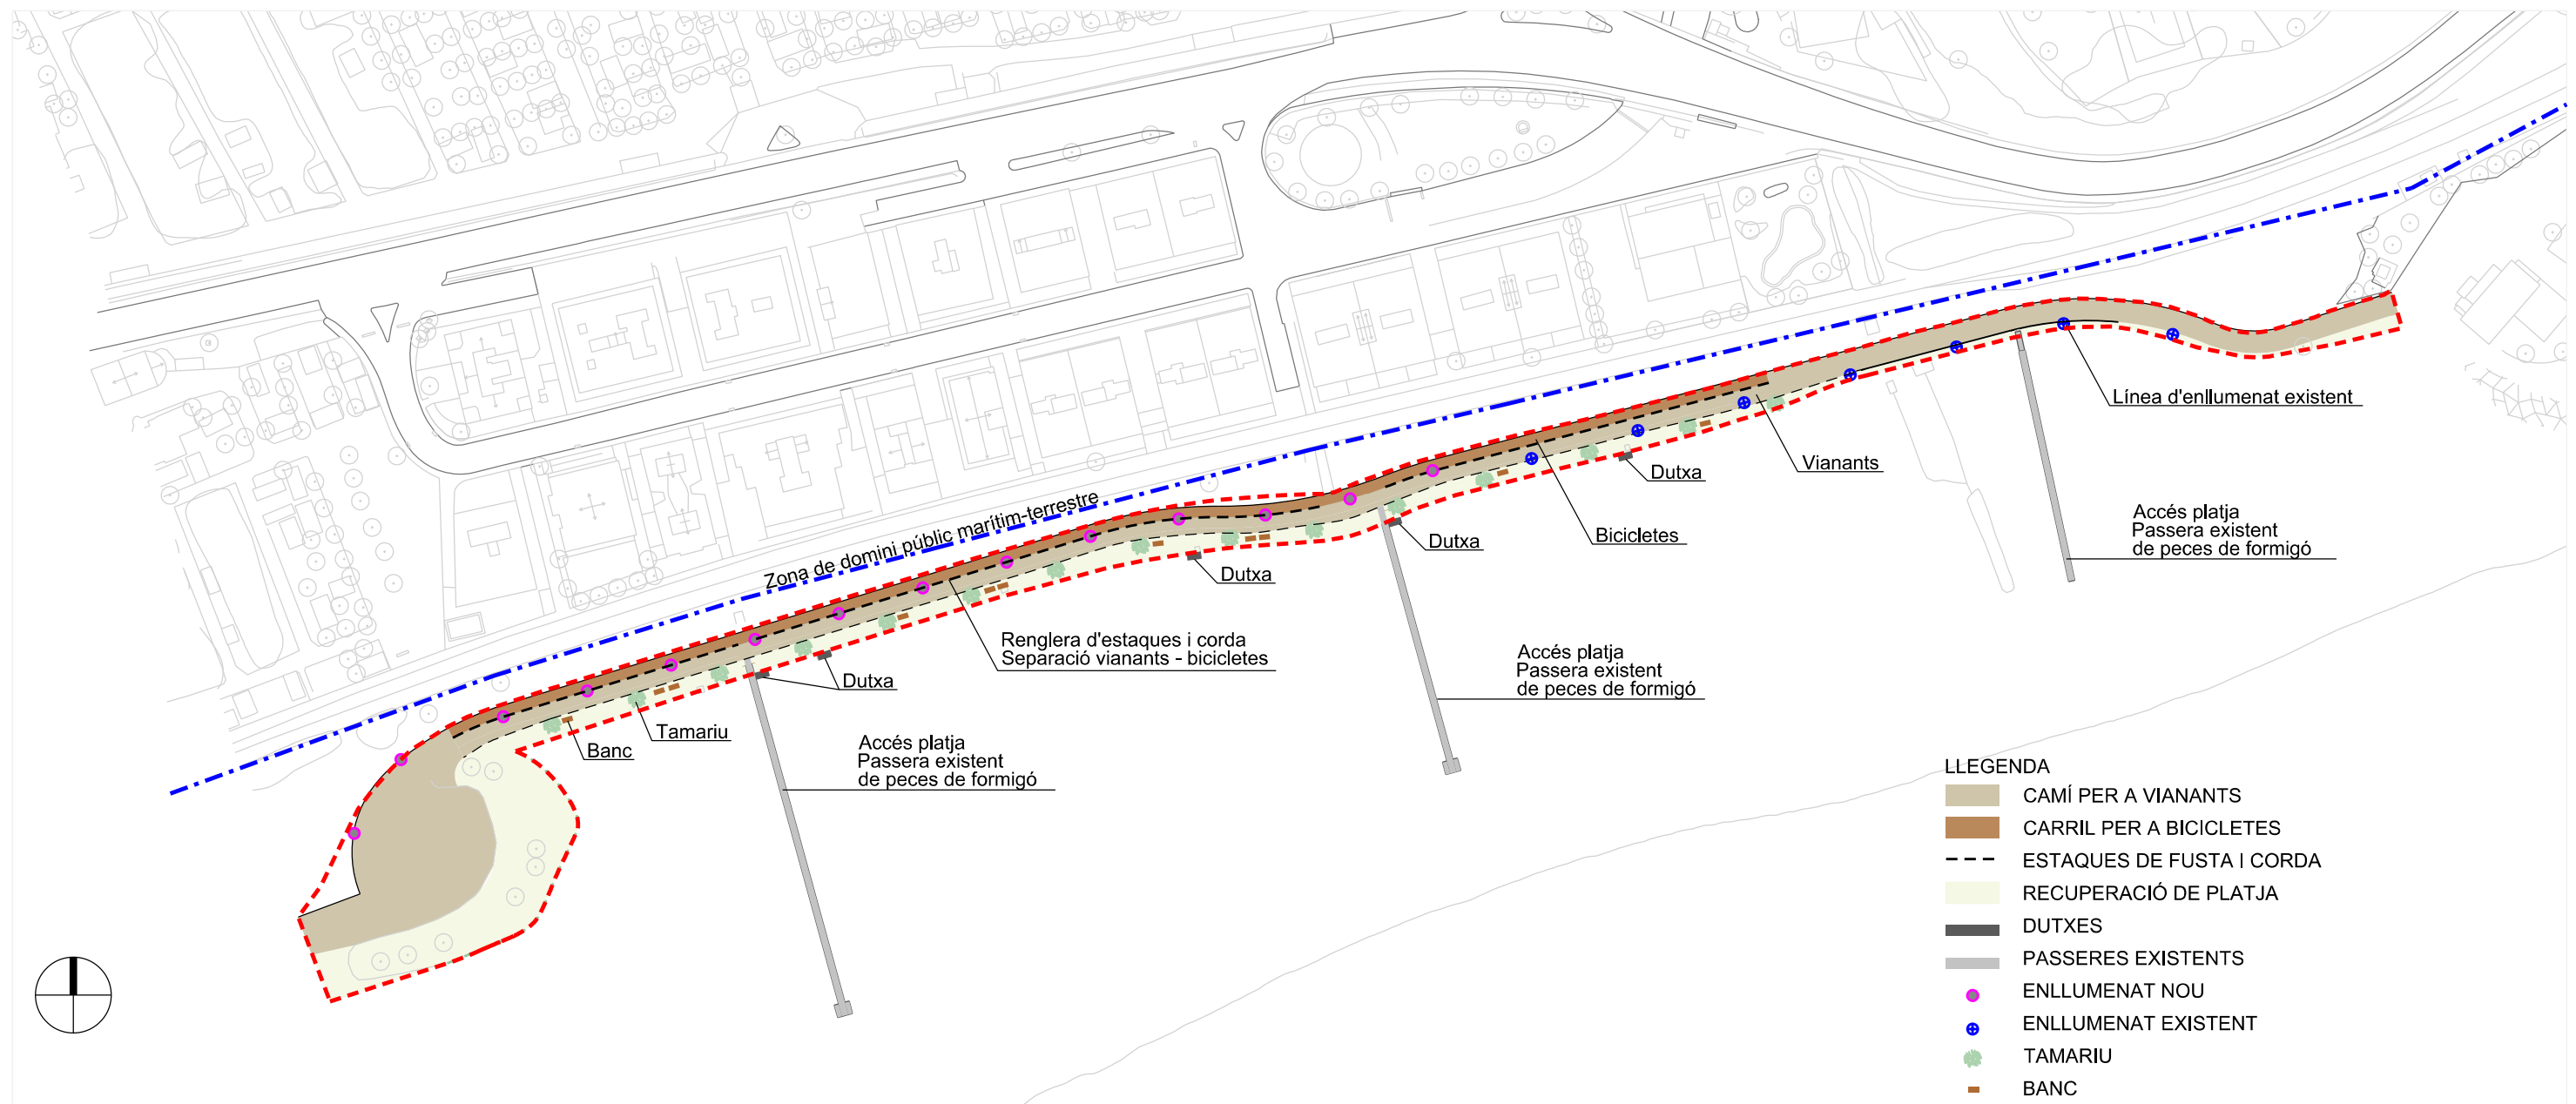 Zona de domini públic marítim-terrestre
Línea d'enllumenat existent
Vianants
Dutxa
Bicicletes
Dutxa
Dutxa
Accés platja
Passera existent
de peces de formigó
Renglera d'estaques i corda
Separació vianants - bicicletes
Accés platja
Passera existent
de peces de formigó
Dutxa
Tamariu
Banc
Accés platja
Passera existent
de peces de formigó
LLEGENDA
CAMÍ PER A VIANANTS
CARRIL PER A BICICLETES
ESTAQUES DE FUSTA I CORDA
RECUPERACIÓ DE PLATJA
DUTXES
PASSERES EXISTENTS
ENLLUMENAT NOU
ENLLUMENAT EXISTENT
TAMARIU
BANC